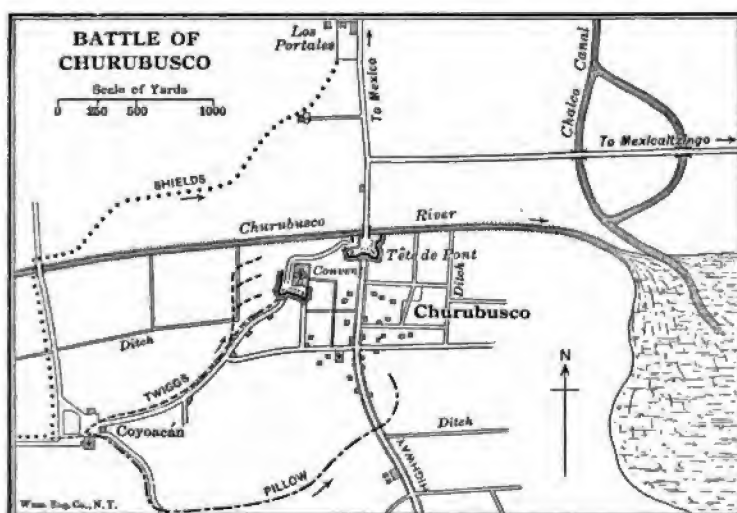 BATTLE OF
CHURUBUSCO
Scale of Yards
0 250 500 1000
Los
Portales
To Mexico
Chalco Canal
To Mexicaltzingo
SHIELDS
Churubusco River
Tête de Pont
Convent
Ditch
Churubusco
Ditch
TWIGGS
N
Coyoacán
Ditch
PILLOW
HIGHWAY
Wms. Eng. Co., N.Y.